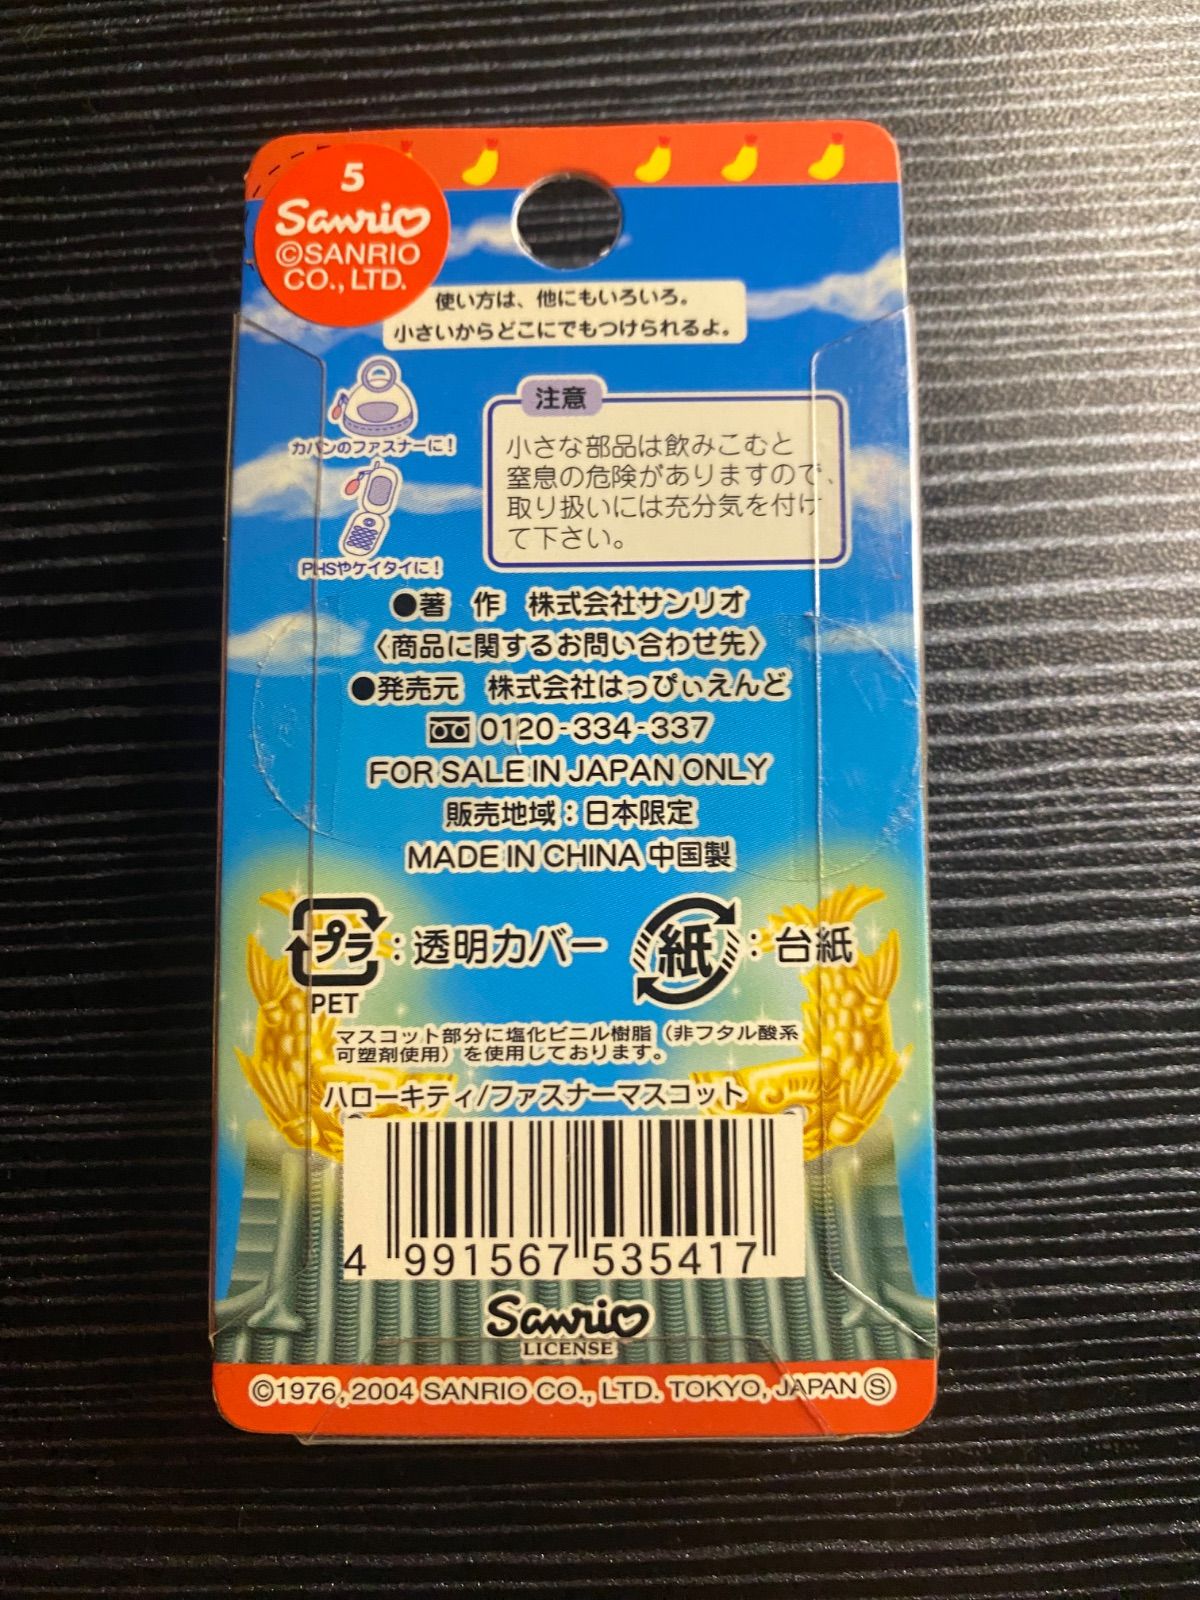 5
Sanrio
©SANRIO
CO., LTD.
使い方は、他にもいろいろ。
小さいからどこにでもつけられるよ。
カバンのファスナーに！
PHSやケイタイに！
注意
小さな部品は飲みこむと
窒息の危険がありますので、
取り扱いには充分気を付け
て下さい。
●著　作　株式会社サンリオ
〈商品に関するお問い合わせ先〉
●発売元　株式会社はっぴぃえんど
0120-334-337
FOR SALE IN JAPAN ONLY
販売地域：日本限定
MADE IN CHINA 中国製
プラ：透明カバー
PET
紙：台紙
マスコット部分に塩化ビニル樹脂（非フタル酸系
可塑剤使用）を使用しております。
ハローキティ/ファスナーマスコット
4 991567 535417
Sanrio
LICENSE
©1976, 2004 SANRIO CO., LTD. TOKYO, JAPAN Ⓢ